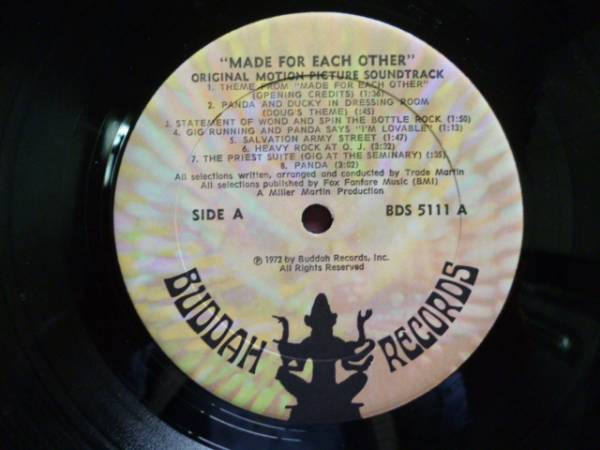 "MADE FOR EACH OTHER"
ORIGINAL MOTION PICTURE SOUNDTRACK
1. THEME FROM "MADE FOR EACH OTHER"
(OPENING CREDITS) (1:36)
2. PANDA AND DUCKY IN DRESSING ROOM
(DOUG'S THEME) (:45)
3. STATEMENT OF WOND AND SPIN THE BOTTLE ROCK (1:50)
4. GIG RUNNING AND PANDA SAYS "I'M LOVABLE" (1:13)
5. SALVATION ARMY STREET (1:47)
6. HEAVY ROCK AT O. J. (3:32)
7. THE PRIEST SUITE (GIG AT THE SEMINARY) (1:35)
8. PANDA (3:02)
All selections written, arranged and conducted by Trade Martin
All selections published by Fox Fanfare Music (BMI)
A Miller Martin Production
SIDE A
BDS 5111 A
℗ 1972 by Buddah Records, Inc.
All Rights Reserved
BUDDAH RECORDS